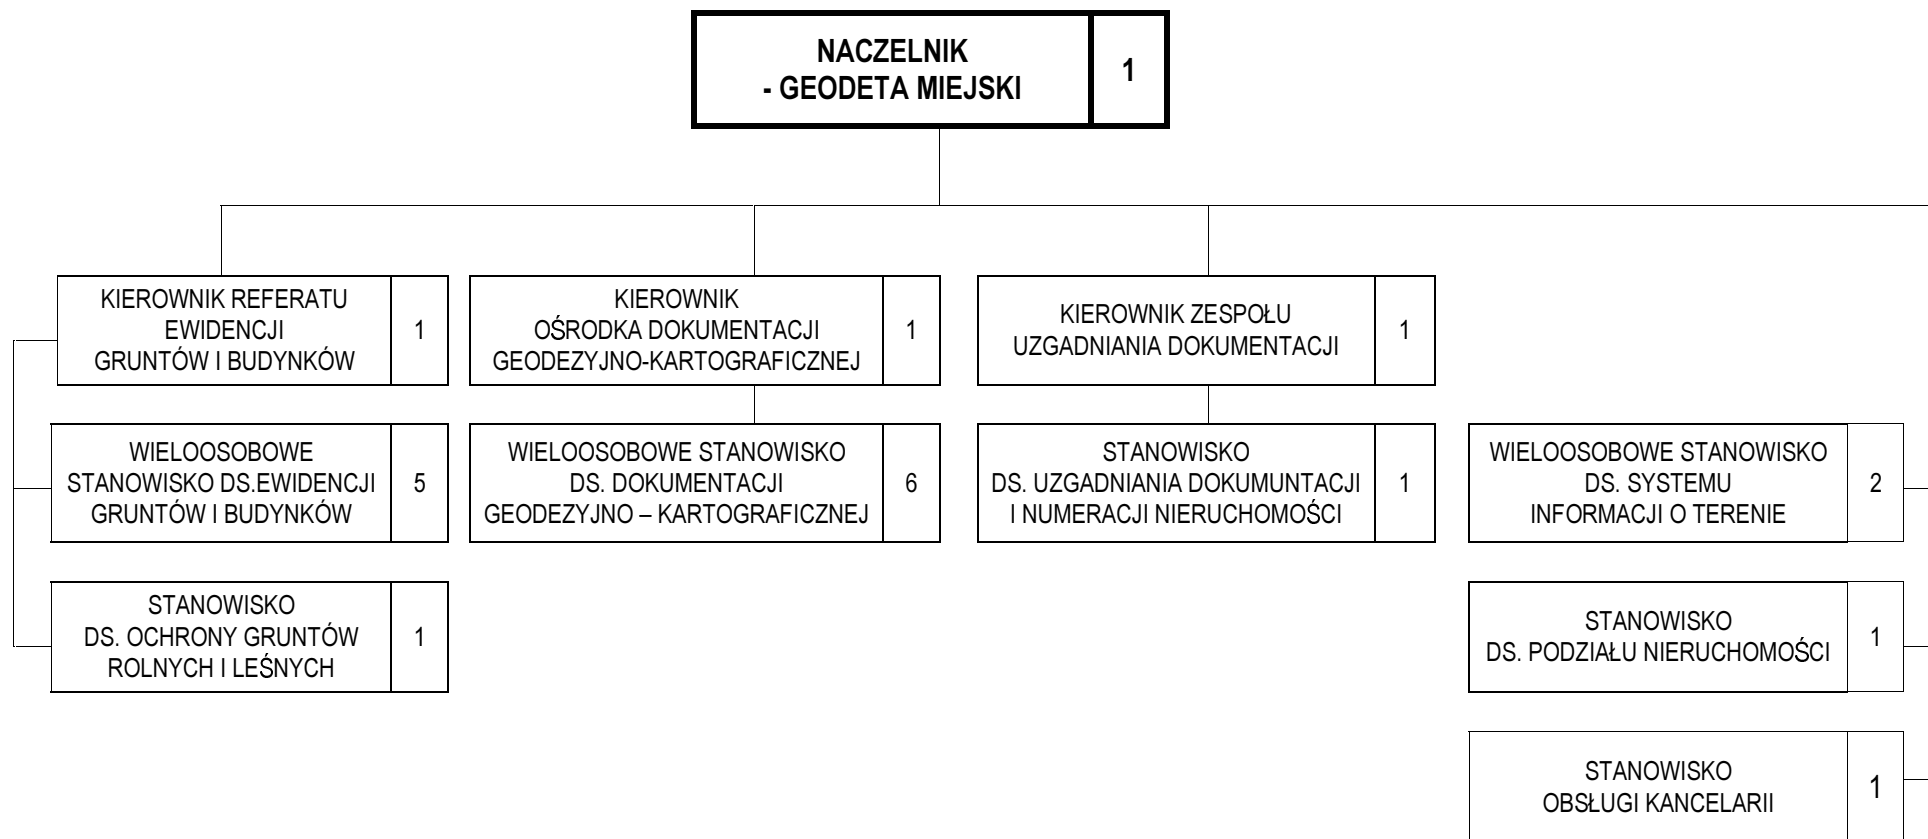 NACZELNIK
- GEODETA MIEJSKI
1
KIEROWNIK REFERATU
EWIDENCJI
GRUNTÓW I BUDYNKÓW
1
KIEROWNIK
OŚRODKA DOKUMENTACJI
GEODEZYJNO-KARTOGRAFICZNEJ
1
KIEROWNIK ZESPOŁU
UZGADNIANIA DOKUMENTACJI
1
WIELOOSOBOWE
STANOWISKO DS.EWIDENCJI
GRUNTÓW I BUDYNKÓW
5
WIELOOSOBOWE STANOWISKO
DS. DOKUMENTACJI
GEODEZYJNO – KARTOGRAFICZNEJ
6
STANOWISKO
DS. UZGADNIANIA DOKUMUNTACJI
I NUMERACJI NIERUCHOMOŚCI
1
WIELOOSOBOWE STANOWISKO
DS. SYSTEMU
INFORMACJI O TERENIE
2
STANOWISKO
DS. OCHRONY GRUNTÓW
ROLNYCH I LEŚNYCH
1
STANOWISKO
DS. PODZIAŁU NIERUCHOMOŚCI
1
STANOWISKO
OBSŁUGI KANCELARII
1